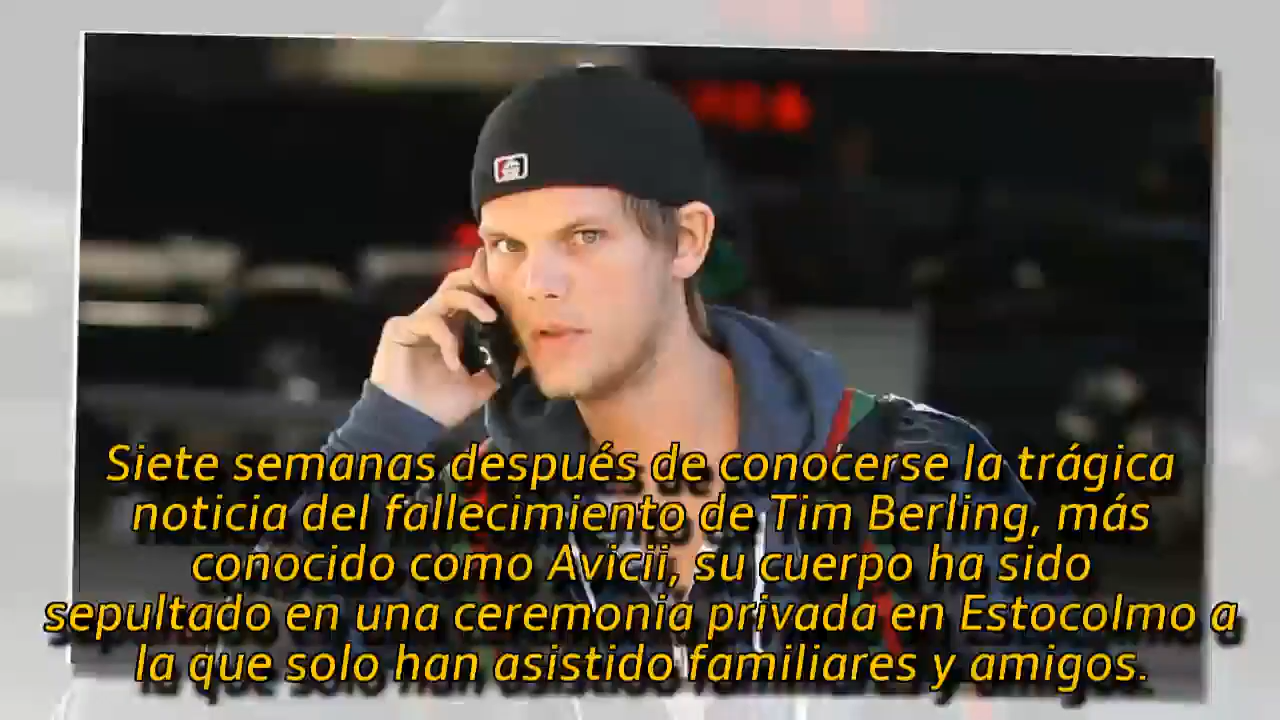 Siete semanas después de conocerse la trágica
noticia del fallecimiento de Tim Berling, más
conocido como Avicii, su cuerpo ha sido
sepultado en una ceremonia privada en Estocolmo a
la que solo han asistido familiares y amigos.